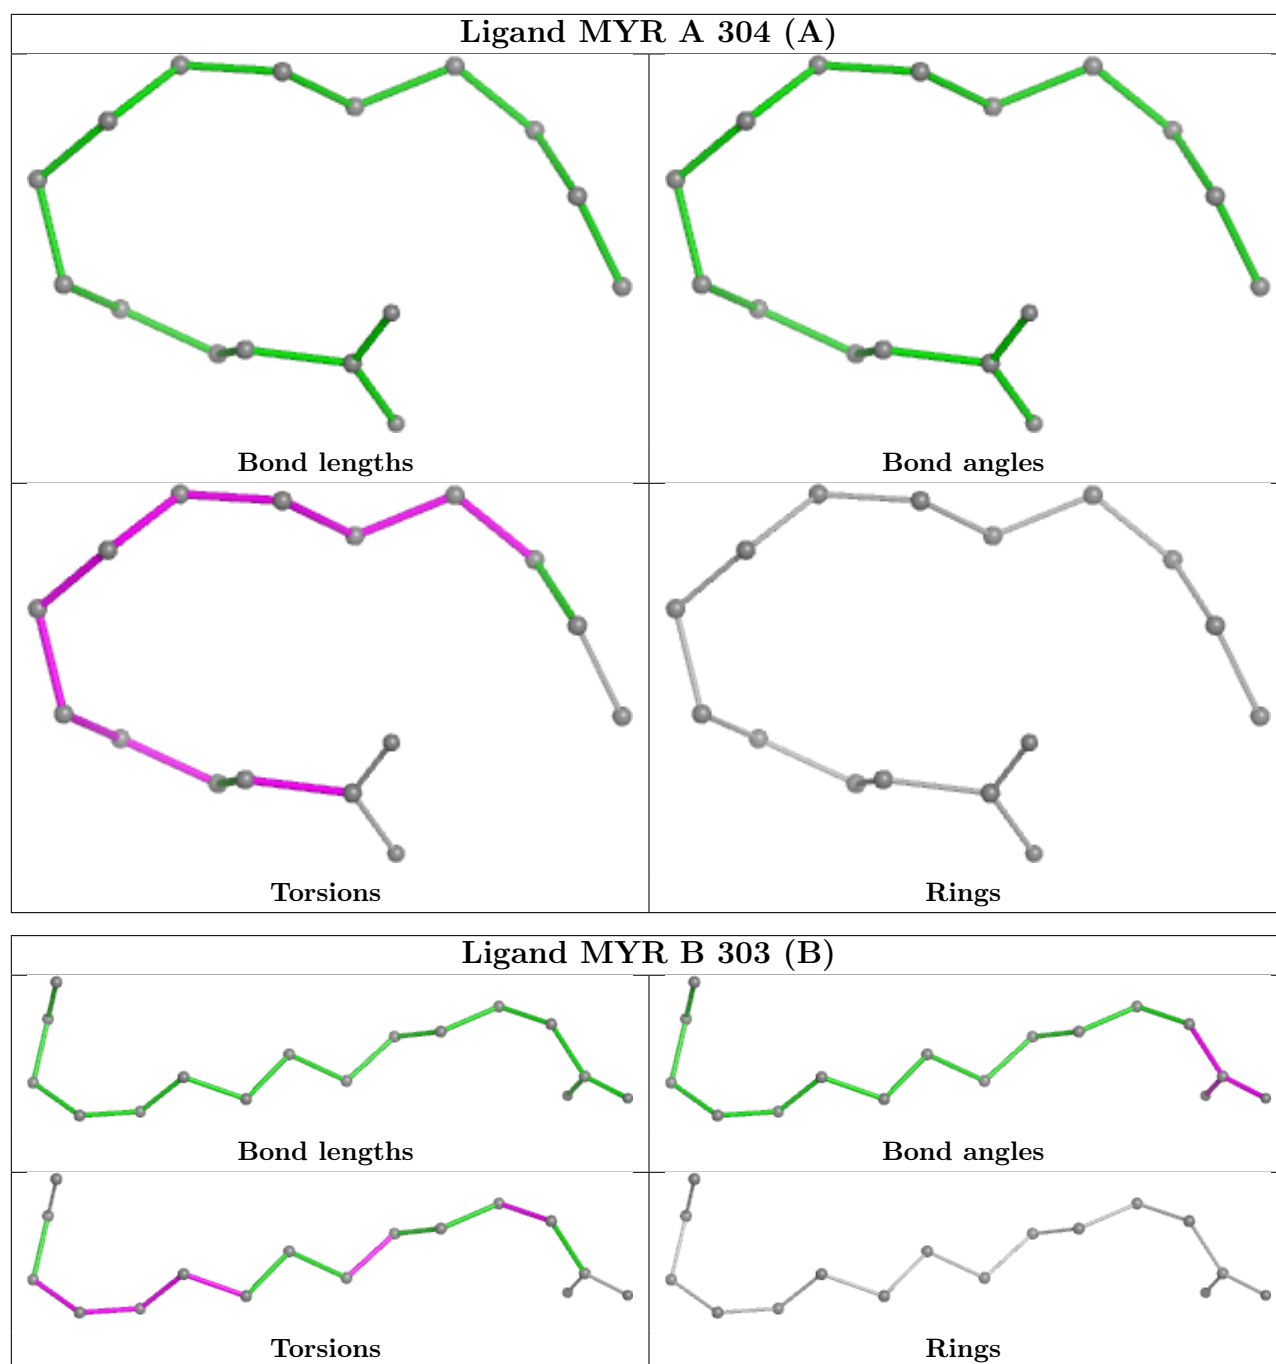 Ligand MYR A 304 (A)
Bond lengths
Bond angles
Torsions
Rings
Ligand MYR B 303 (B)
Bond lengths
Bond angles
Torsions
Rings